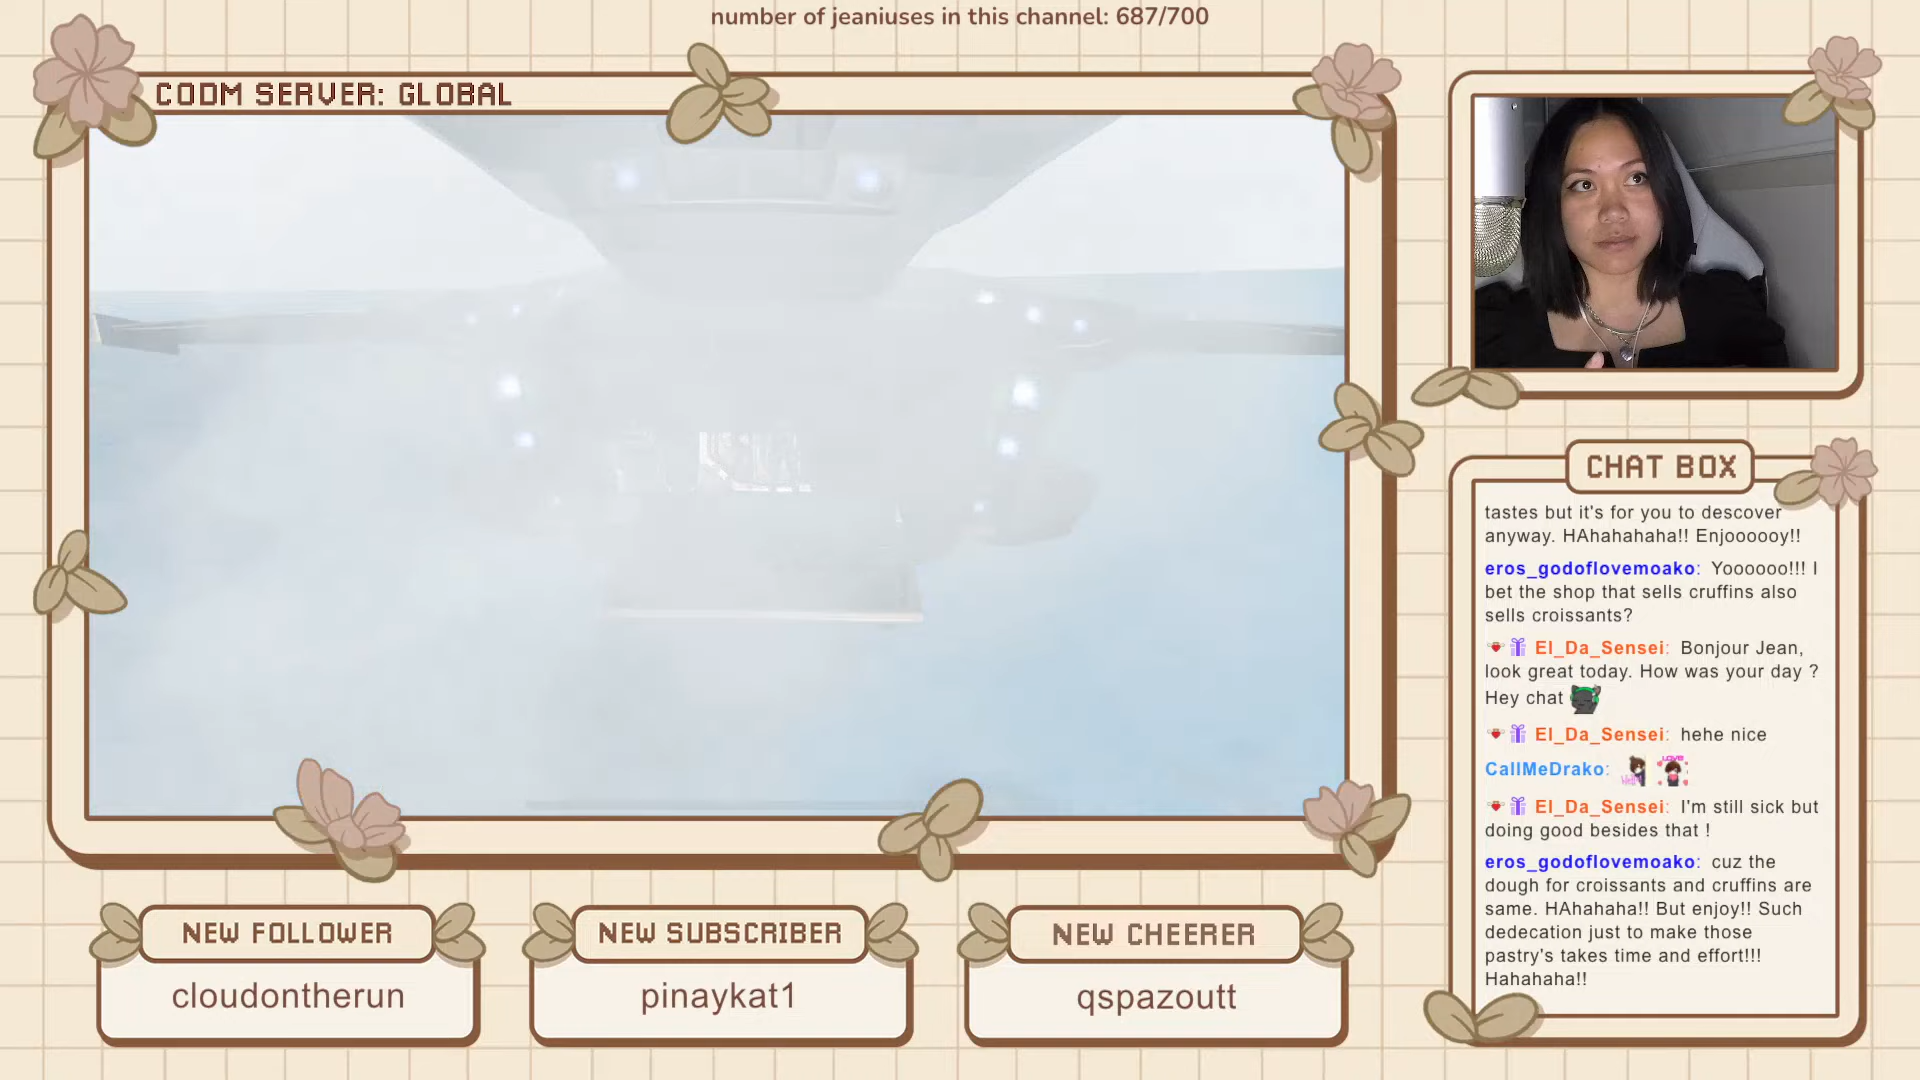 number of jeaniuses in this channel: 687/700
CODM SERVER: GLOBAL
CHAT BOX
tastes but it's for you to descover
anyway. HAhahahaha!! Enjoooooy!!
eros_godoflovemoako: Yoooooo!!! I
bet the shop that sells cruffins also
sells croissants?
El_Da_Sensei: Bonjour Jean,
look great today. How was your day ?
Hey chat
El_Da_Sensei: hehe nice
CallMeDrako:
El_Da_Sensei: I'm still sick but
doing good besides that !
eros_godoflovemoako: cuz the
dough for croissants and cruffins are
same. HAhahaha!! But enjoy!! Such
dedecation just to make those
pastry's takes time and effort!!!
Hahahaha!!
NEW FOLLOWER
cloudontherun
NEW SUBSCRIBER
pinaykat1
NEW CHEERER
qspazoutt